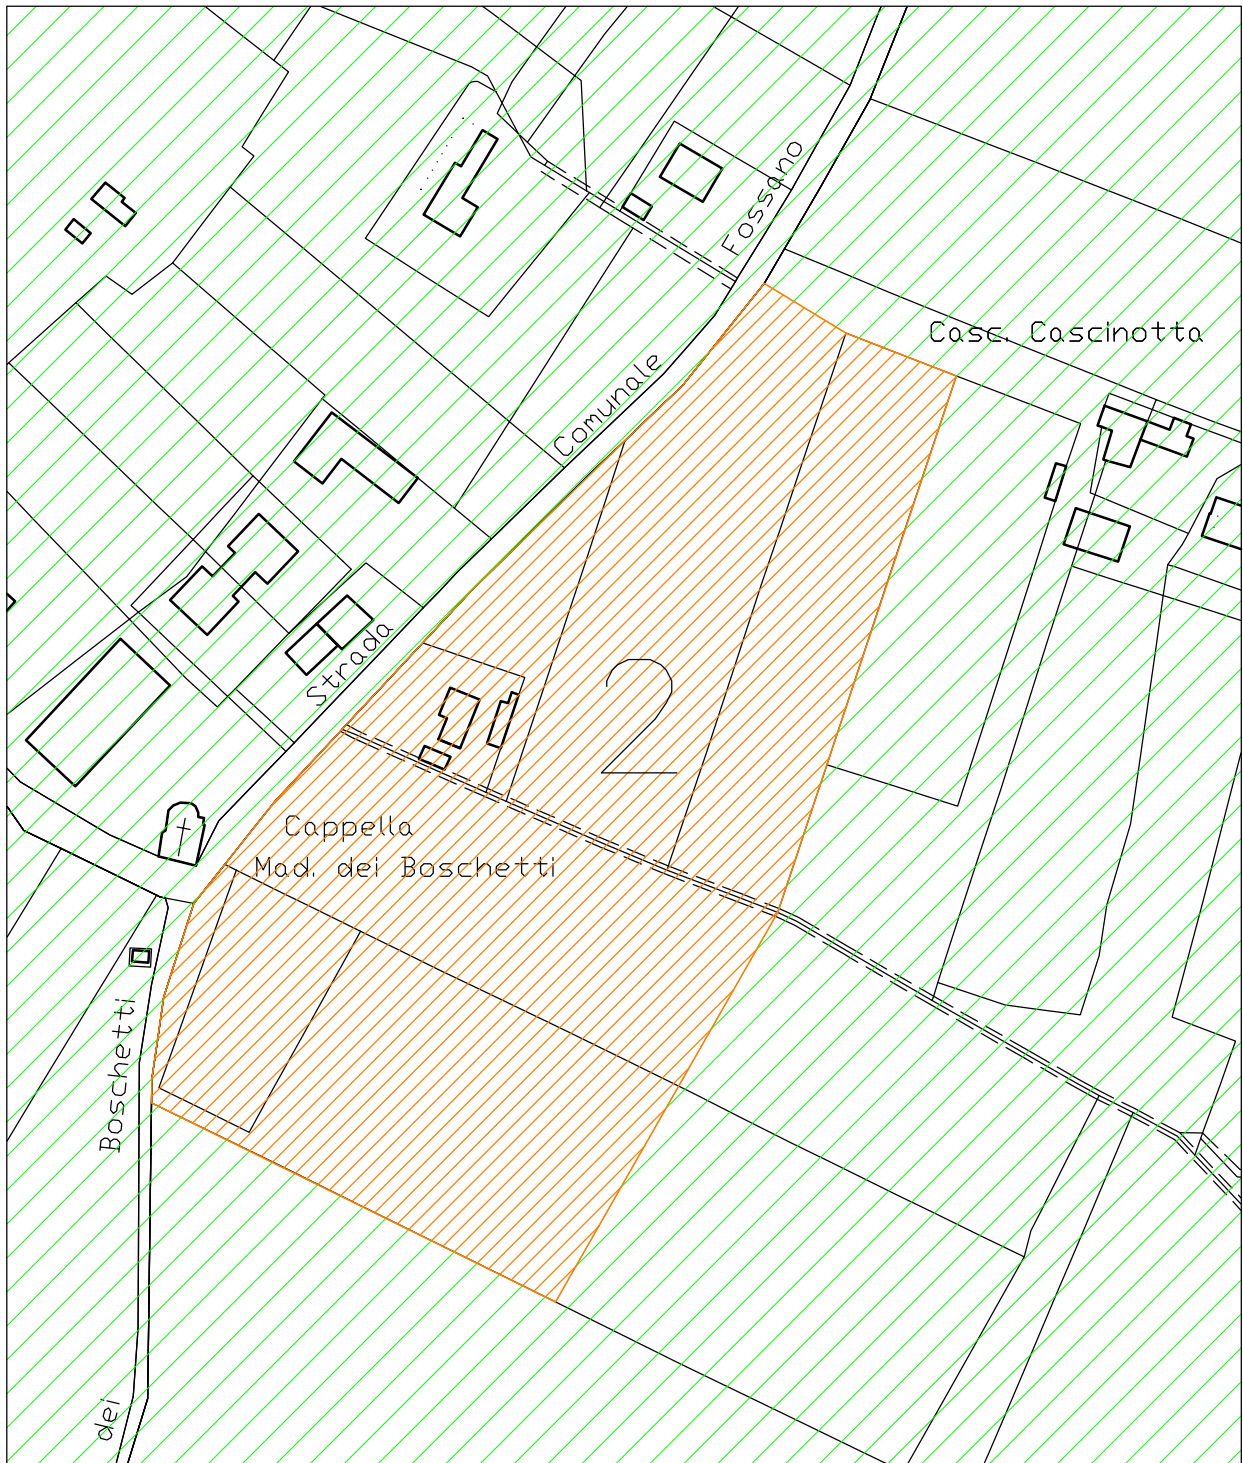 Fossano
Casc. Cascinotta
Comunale
Strada
2
Cappella
Mad. dei Boschetti
Boschetti
dei